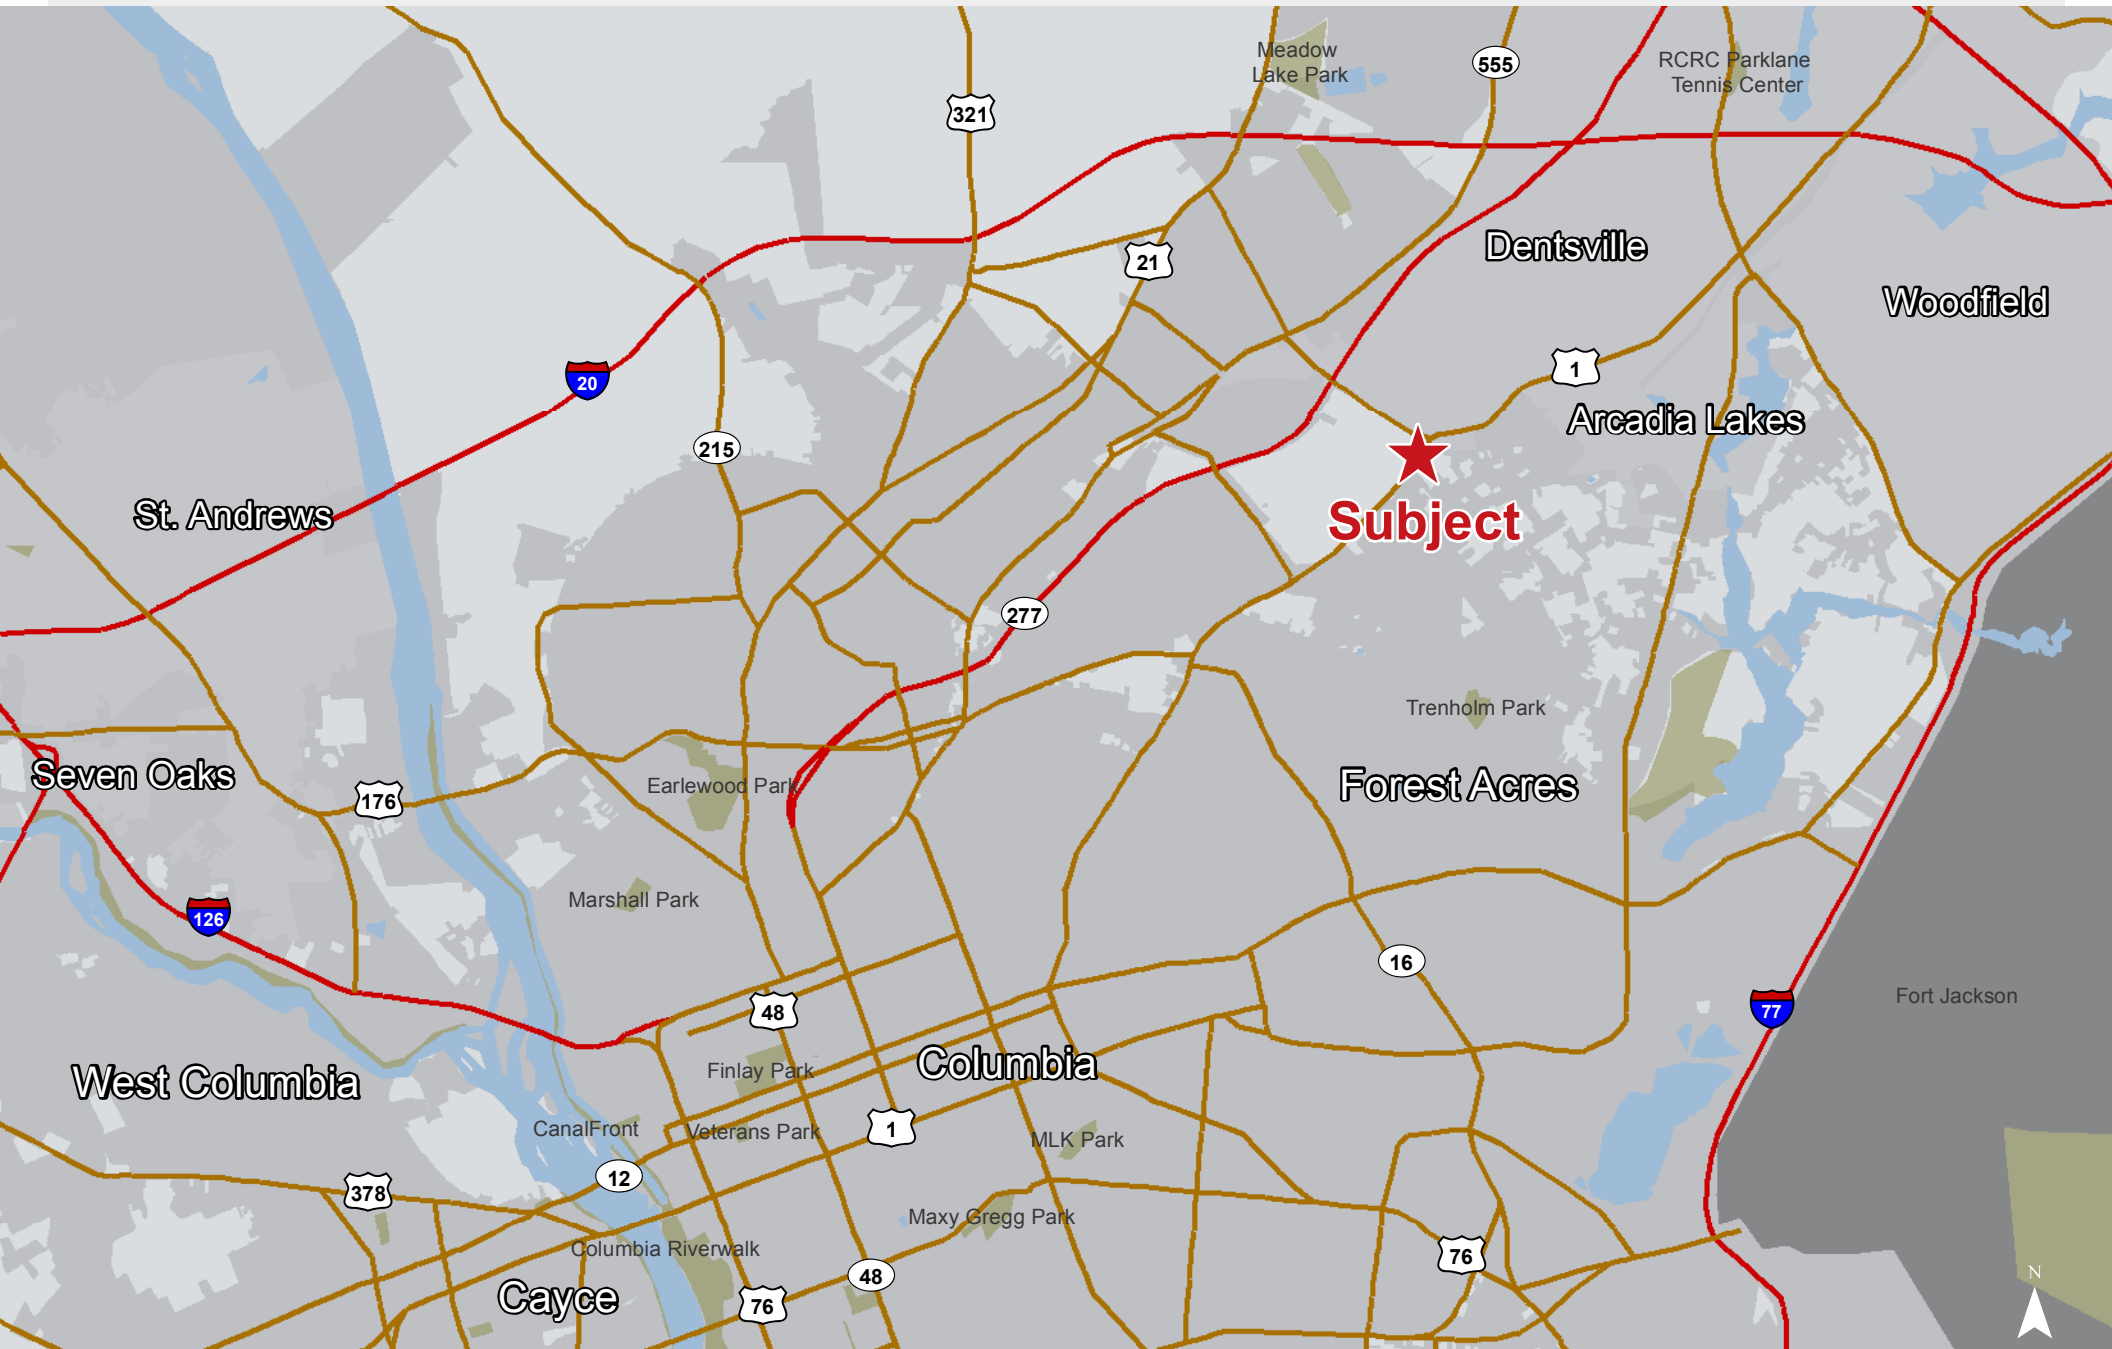 Meadow
Lake Park
555
RCRC Parklane
Tennis Center
321
Dentsville
21
Woodfield
1
20
Arcadia Lakes
215
Subject
St. Andrews
277
Trenholm Park
Seven Oaks
176
Earlewood Park
Forest Acres
Marshall Park
126
16
Fort Jackson
77
48
Columbia
Finlay Park
West Columbia
CanalFront
Veterans Park
1
MLK Park
12
378
Maxy Gregg Park
Columbia Riverwalk
76
48
Cayce
76
N